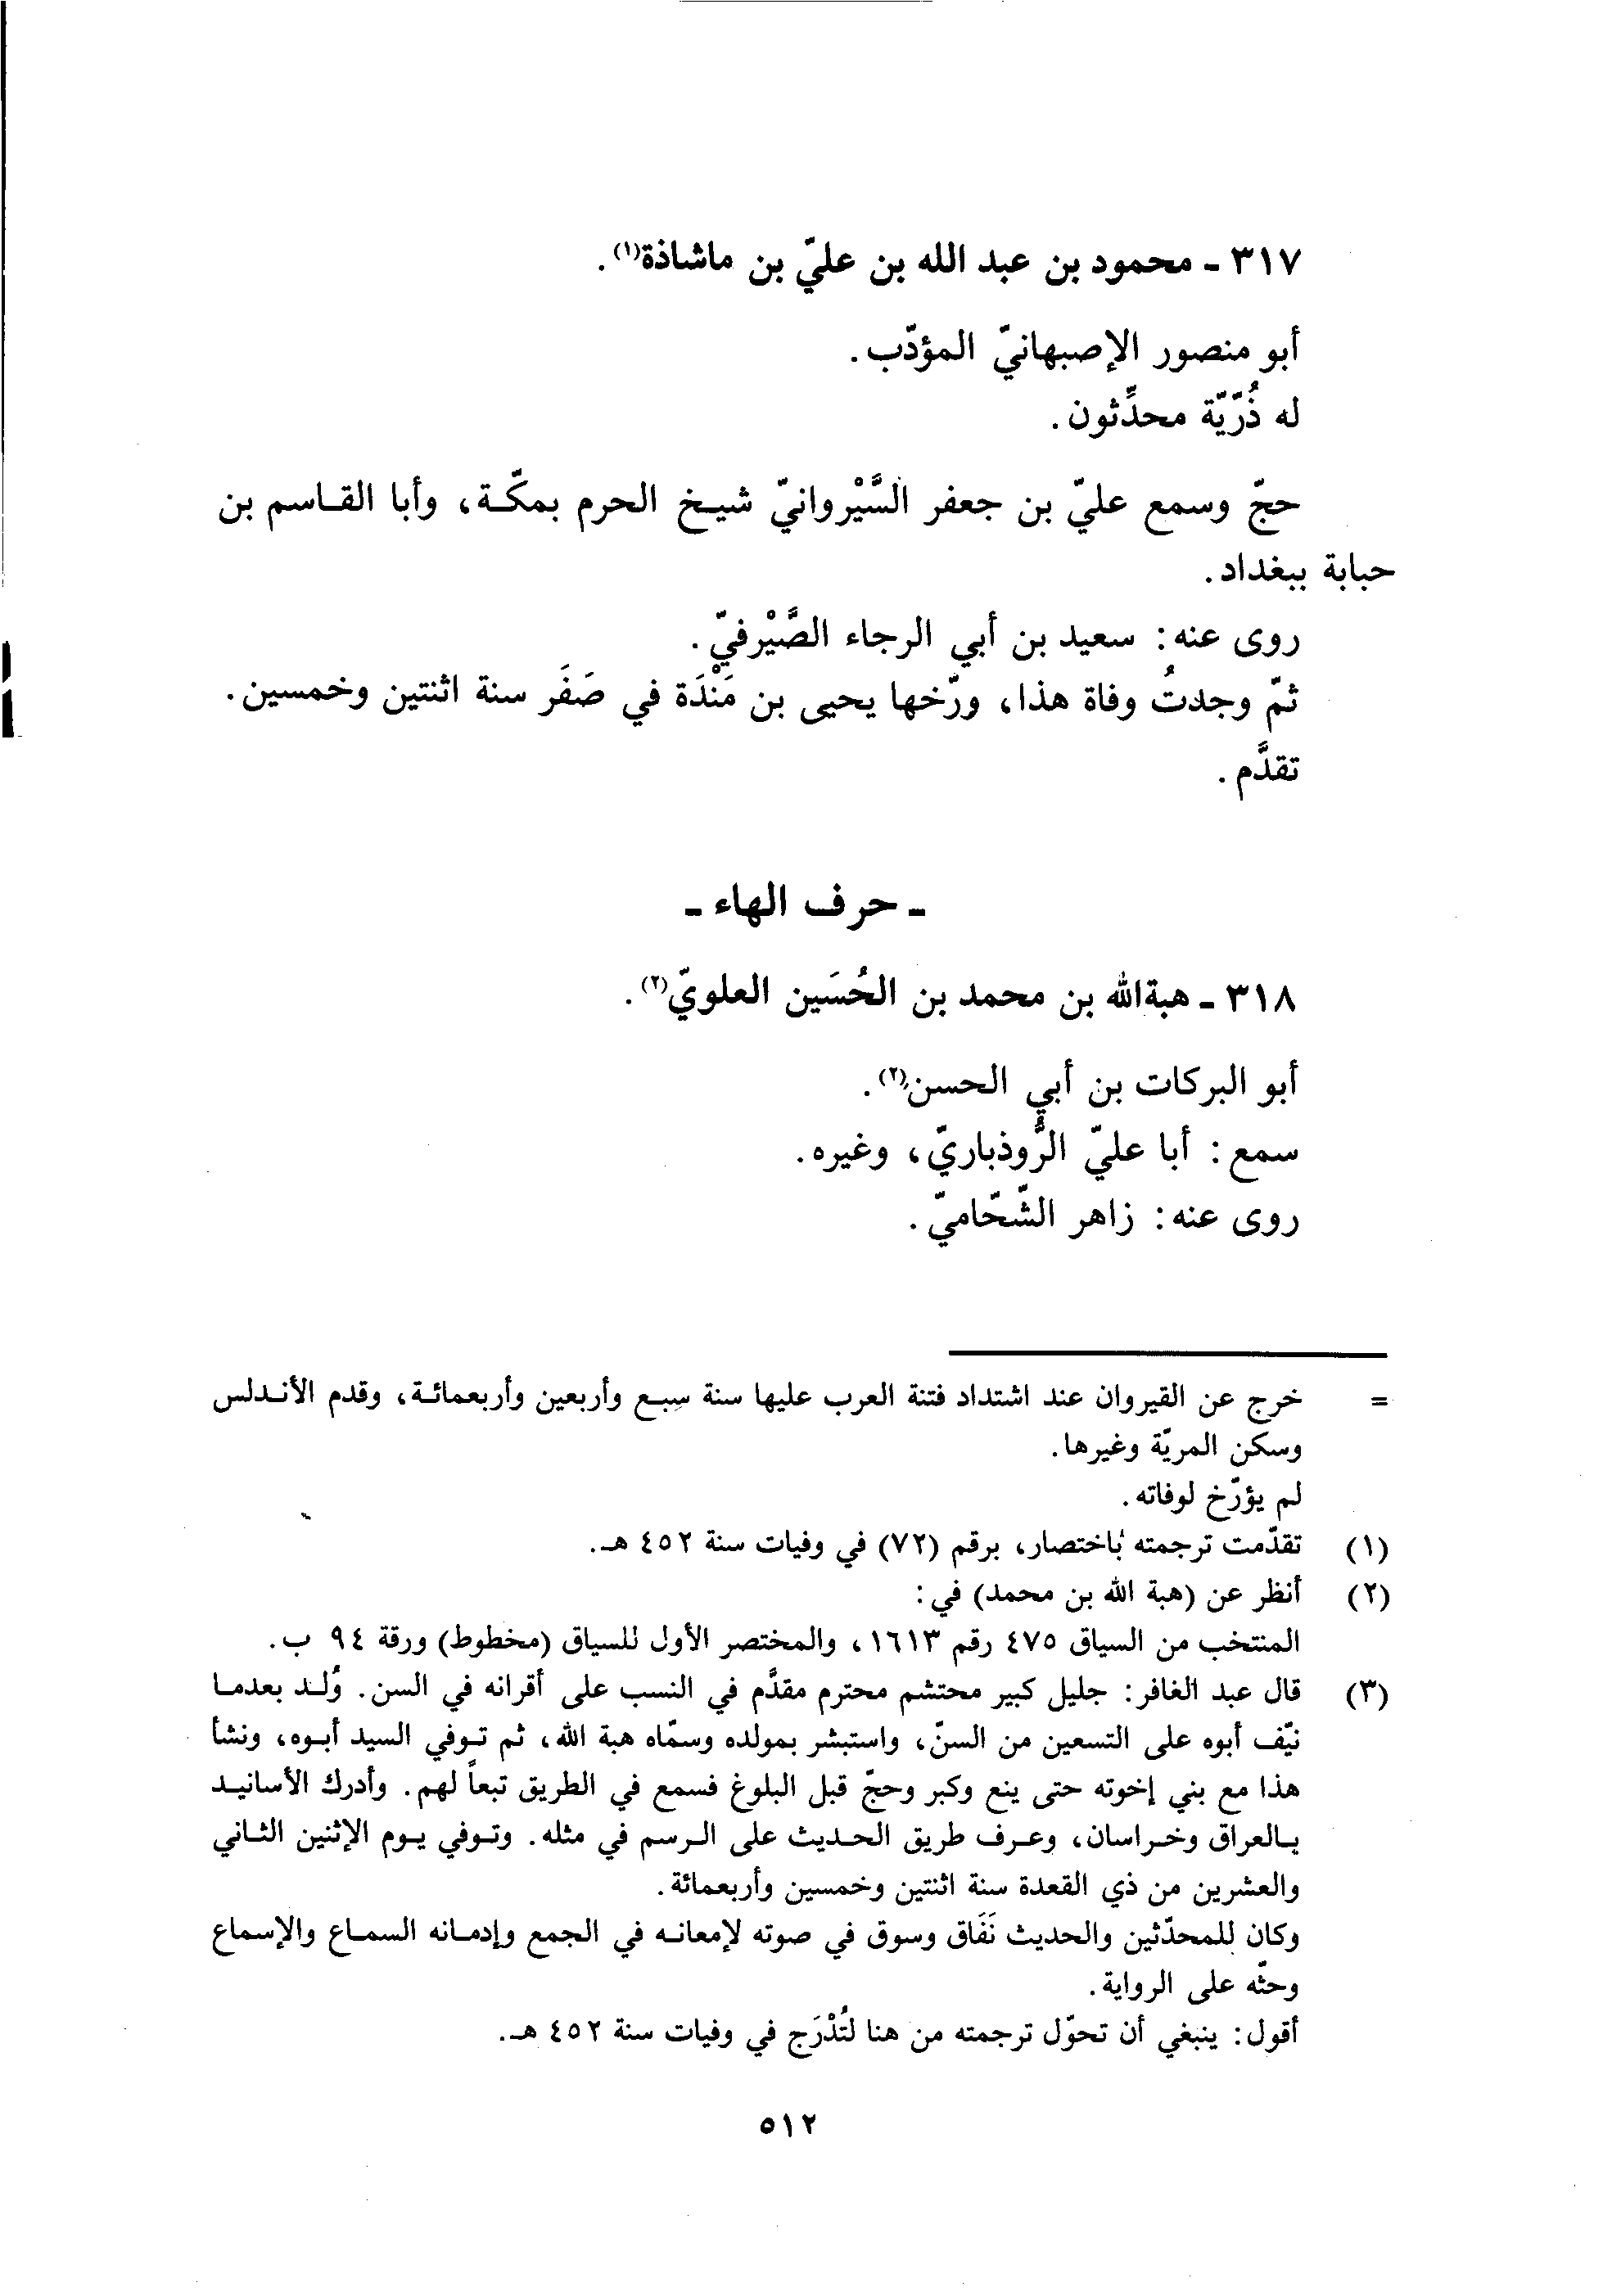 ٣١٧ - محمود بن عبد الله بن عليّ بن ماشاذة(١).
أبو منصور الإصبهانيّ المؤدّب.
له ذُرّيّة محدِّثون.
حجّ وسمع عليّ بن جعفر السَّيْروانيّ شيخ الحرم بمكّة، وأبا القاسم بن
حبابة ببغداد.
روى عنه: سعيد بن أبي الرجاء الصَّيْرفيّ.
ثمّ وجدتُ وفاة هذا، ورّخها يحيى بن مَنْدَة في صَفَر سنة اثنتين وخمسين.
تقدَّم.
- حرف الهاء -
٣١٨ - هبةالله بن محمد بن الحُسَين العلويّ(٢).
أبو البركات بن أبي الحسن(٣).
سمع: أبا عليّ الرُّوذباريّ، وغيره.
روى عنه: زاهر الشّحّاميّ.
= خرج عن القيروان عند اشتداد فتنة العرب عليها سنة سبع وأربعين وأربعمائة، وقدم الأندلس
وسكن المريّة وغيرها.
لم يؤرّخ لوفاته.
(١) تقدّمت ترجمته باختصار، برقم (٧٢) في وفيات سنة ٤٥٢ هـ.
(٢) أنظر عن (هبة الله بن محمد) في:
المنتخب من السياق ٤٧٥ رقم ١٦١٣، والمختصر الأول للسياق (مخطوط) ورقة ٩٤ ب.
(٣) قال عبد الغافر: جليل كبير محتشم محترم مقدَّم في النسب على أقرانه في السن. وُلد بعدما
نيّف أبوه على التسعين من السنّ، واستبشر بمولده وسمّاه هبة الله، ثم توفي السيد أبوه، ونشأ
هذا مع بني إخوته حتى ينع وكبر وحجّ قبل البلوغ فسمع في الطريق تبعاً لهم. وأدرك الأسانيد
بالعراق وخراسان، وعرف طريق الحديث على الرسم في مثله. وتوفي يوم الإثنين الثاني
والعشرين من ذي القعدة سنة اثنتين وخمسين وأربعمائة.
وكان للمحدّثين والحديث نَفَاق وسوق في صوته لإمعانه في الجمع وإدمانه السماع والإسماع
وحثّه على الرواية.
أقول: ينبغي أن تحوّل ترجمته من هنا لتُدْرَج في وفيات سنة ٤٥٢ هـ.
٥١٢